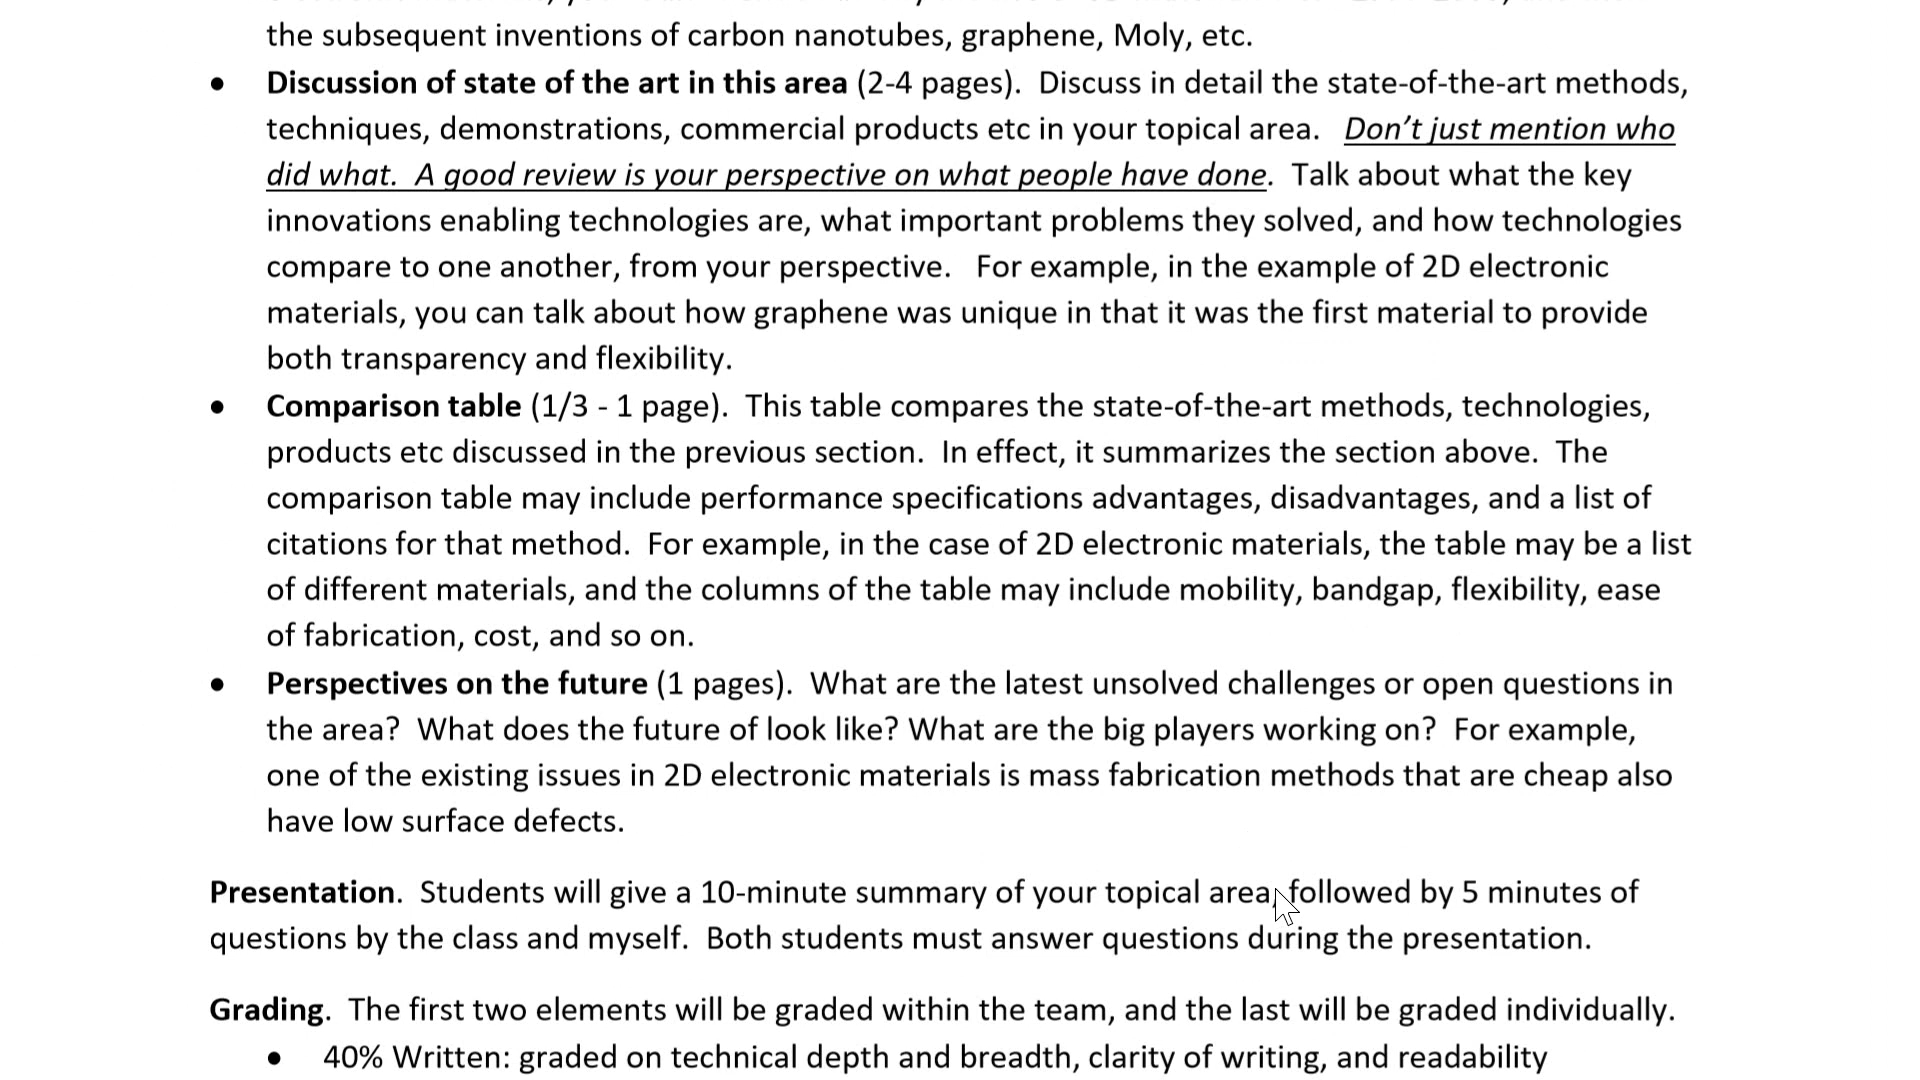 the subsequent inventions of carbon nanotubes, graphene, Moly, etc.
• Discussion of state of the art in this area (2-4 pages).  Discuss in detail the state-of-the-art methods,
techniques, demonstrations, commercial products etc in your topical area.   Don’t just mention who
did what.  A good review is your perspective on what people have done.  Talk about what the key
innovations enabling technologies are, what important problems they solved, and how technologies
compare to one another, from your perspective.   For example, in the example of 2D electronic
materials, you can talk about how graphene was unique in that it was the first material to provide
both transparency and flexibility.
• Comparison table (1/3 - 1 page).  This table compares the state-of-the-art methods, technologies,
products etc discussed in the previous section.  In effect, it summarizes the section above.  The
comparison table may include performance specifications advantages, disadvantages, and a list of
citations for that method.  For example, in the case of 2D electronic materials, the table may be a list
of different materials, and the columns of the table may include mobility, bandgap, flexibility, ease
of fabrication, cost, and so on.
• Perspectives on the future (1 pages).  What are the latest unsolved challenges or open questions in
the area?  What does the future of look like? What are the big players working on?  For example,
one of the existing issues in 2D electronic materials is mass fabrication methods that are cheap also
have low surface defects.
Presentation.  Students will give a 10-minute summary of your topical area, followed by 5 minutes of
questions by the class and myself.  Both students must answer questions during the presentation.
Grading.  The first two elements will be graded within the team, and the last will be graded individually.
• 40% Written: graded on technical depth and breadth, clarity of writing, and readability